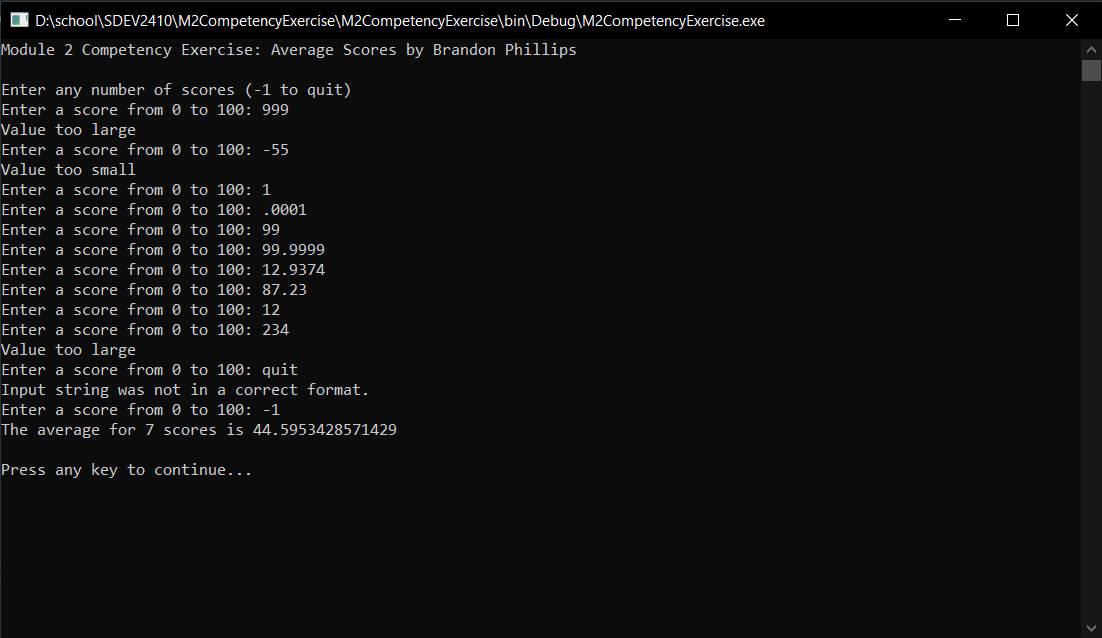 D:\school\SDEV2410\M2CompetencyExercise\M2CompetencyExercise\bin\Debug\M2CompetencyExercise.exe
Module 2 Competency Exercise: Average Scores by Brandon Phillips
Enter any number of scores (-1 to quit)
Enter a score from 0 to 100: 999
Value too large
Enter a score from 0 to 100: -55
Value too small
Enter a score from 0 to 100: 1
Enter a score from 0 to 100: .0001
Enter a score from 0 to 100: 99
Enter a score from 0 to 100: 99.9999
Enter a score from 0 to 100: 12.9374
Enter a score from 0 to 100: 87.23
Enter a score from 0 to 100: 12
Enter a score from 0 to 100: 234
Value too large
Enter a score from 0 to 100: quit
Input string was not in a correct format.
Enter a score from 0 to 100: -1
The average for 7 scores is 44.5953428571429
Press any key to continue...